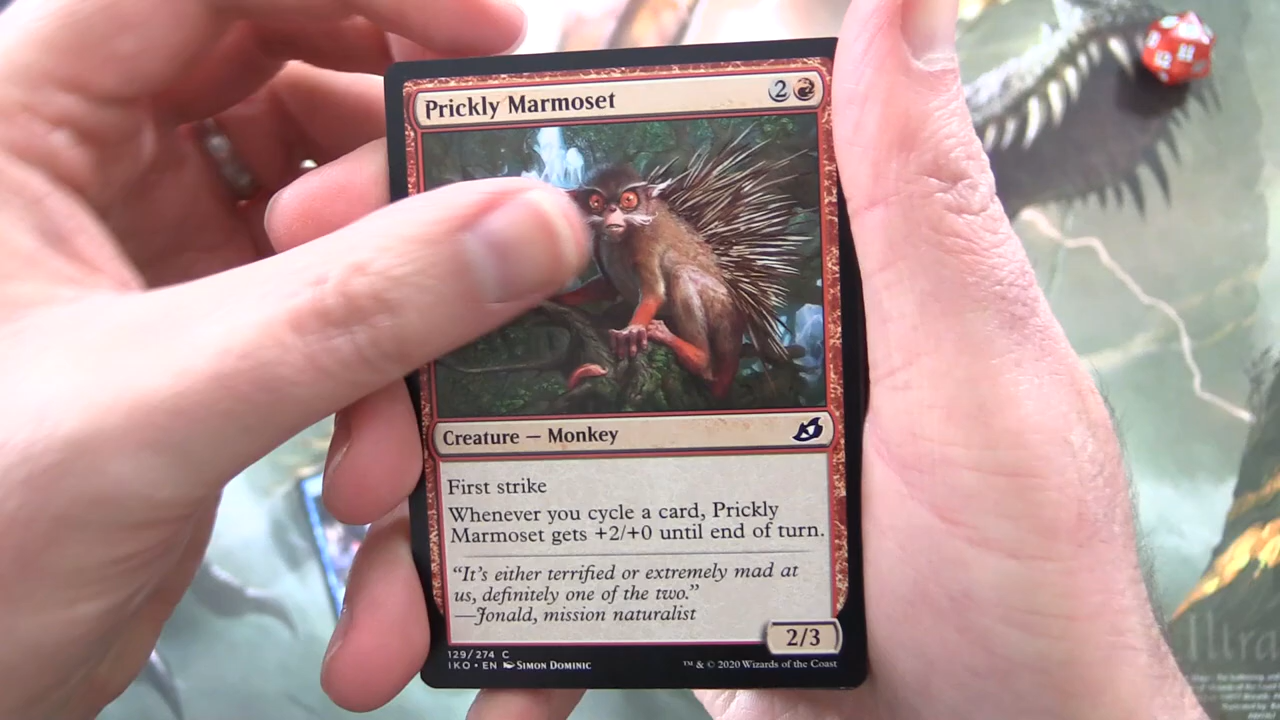 Prickly Marmoset 2
Creature — Monkey
First strike
Whenever you cycle a card, Prickly
Marmoset gets +2/+0 until end of turn.
“It’s either terrified or extremely mad at
us, definitely one of the two.”
—Jonald, mission naturalist
2/3
129/274 C
IKO • EN Simon Dominic
™ & © 2020 Wizards of the Coast
Ultra